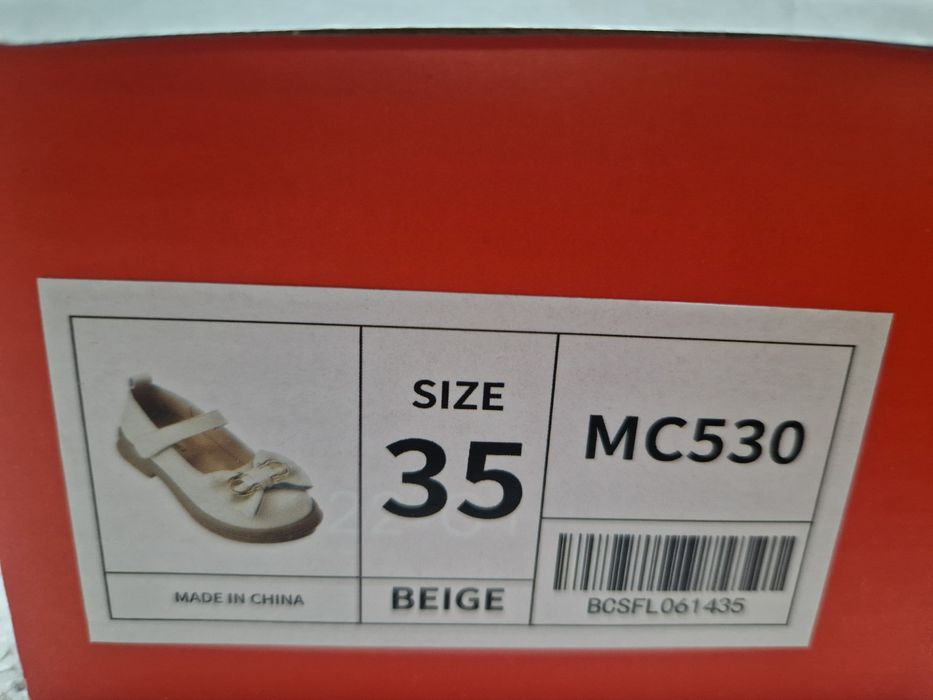 SIZE
35
MC530
BEIGE
MADE IN CHINA
BCSFL061435